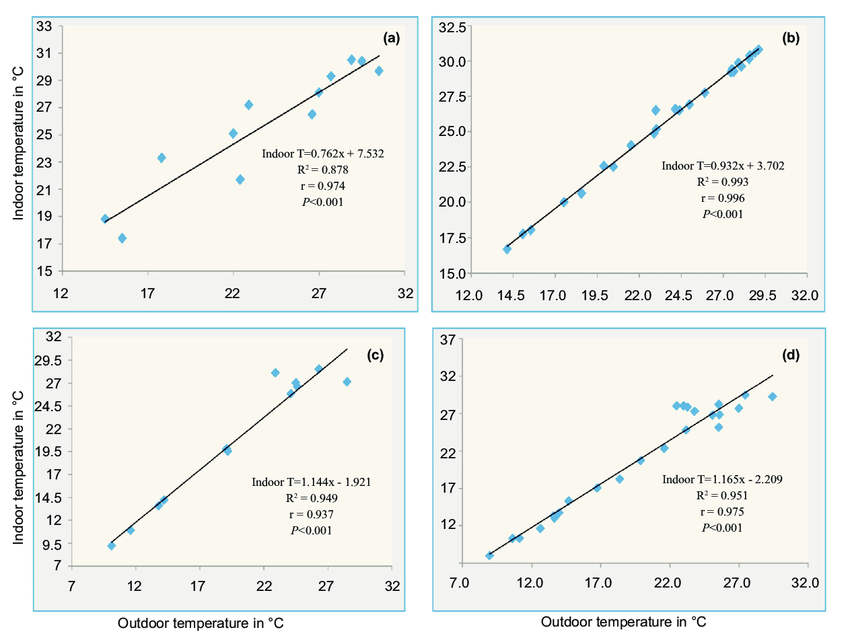 33
31
29
27
25
23
21
19
17
15
12 17 22 27 32
(a)
Indoor T=0.762x + 7.532
R² = 0.878
r = 0.974
P<0.001
Indoor temperature in °C
32.5
30.0
27.5
25.0
22.5
20.0
17.5
15.0
12.0 14.5 17.0 19.5 22.0 24.5 27.0 29.5 32.0
(b)
Indoor T=0.932x + 3.702
R² = 0.993
r = 0.996
P<0.001
32
29.5
27
24.5
22
19.5
17
14.5
12
9.5
7
7 12 17 22 27 32
(c)
Indoor T=1.144x - 1.921
R² = 0.949
r = 0.937
P<0.001
Indoor temperature in °C
Outdoor temperature in °C
37
32
27
22
17
12
7.0 12.0 17.0 22.0 27.0 32.0
(d)
Indoor T=1.165x - 2.209
R² = 0.951
r = 0.975
P<0.001
Outdoor temperature in °C